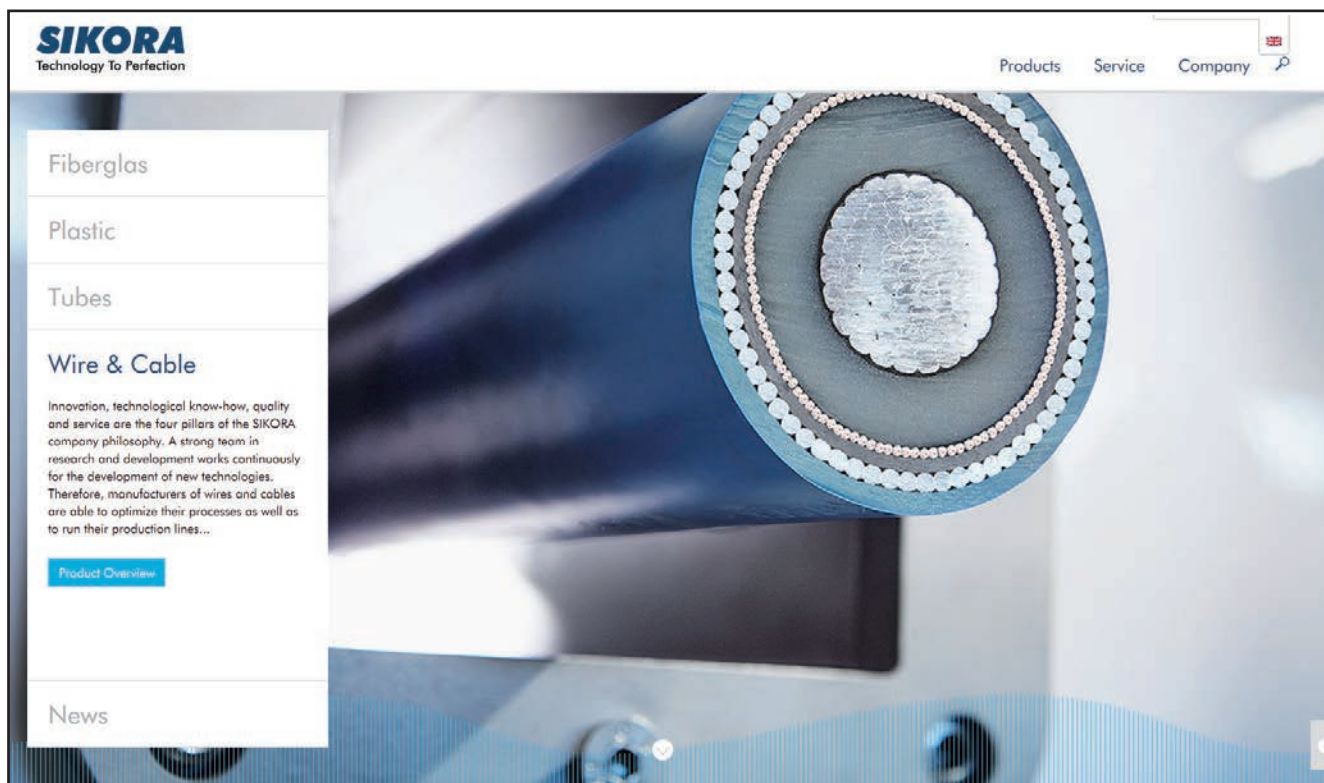 SIKORA
Technology To Perfection
Products Service Company
Fiberglas
Plastic
Tubes
Wire & Cable
Innovation, technological know-how, quality
and service are the four pillars of the SIKORA
company philosophy. A strong team in
research and development works continuously
for the development of new technologies.
Therefore, manufacturers of wires and cables
are able to optimize their processes as well as
to run their production lines...
Product Overview
News